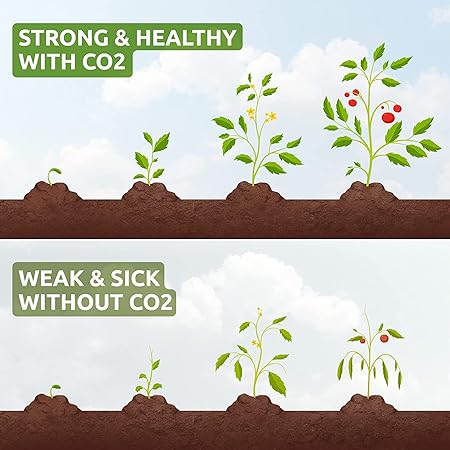 STRONG & HEALTHY
WITH CO2
WEAK & SICK
WITHOUT CO2